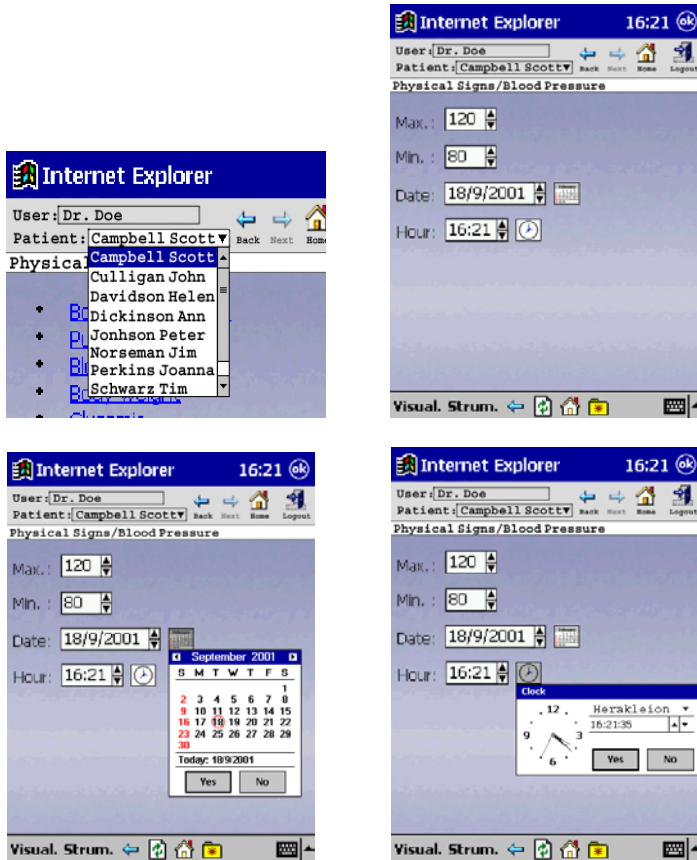 Internet Explorer
User: Dr. Doe
Patient: Campbell Scott
Back Next Home
Physical
Campbell Scott
Culligan John
Davidson Helen
Dickinson Ann
Jonhson Peter
Norseman Jim
Perkins Joanna
Schwarz Tim
Internet Explorer 16:21 ok
User: Dr. Doe
Patient: Campbell Scott Back Next Home Logout
Physical Signs/Blood Pressure
Max. : 120
Min. : 80
Date: 18/9/2001
Hour: 16:21
Visual. Strum.
Internet Explorer 16:21 ok
User: Dr. Doe
Patient: Campbell Scott Back Next Home Logout
Physical Signs/Blood Pressure
Max. : 120
Min. : 80
Date: 18/9/2001
Hour: 16:21
September 2001
S M T W T F S
1
2 3 4 5 6 7 8
9 10 11 12 13 14 15
16 17 18 19 20 21 22
23 24 25 26 27 28 29
30
Today: 18/9/2001
Yes No
Visual. Strum.
Internet Explorer 16:21 ok
User: Dr. Doe
Patient: Campbell Scott Back Next Home Logout
Physical Signs/Blood Pressure
Max. : 120
Min. : 80
Date: 18/9/2001
Hour: 16:21
Clock
12
9 3
6
Herakleion
16:21:35
Yes No
Visual. Strum.